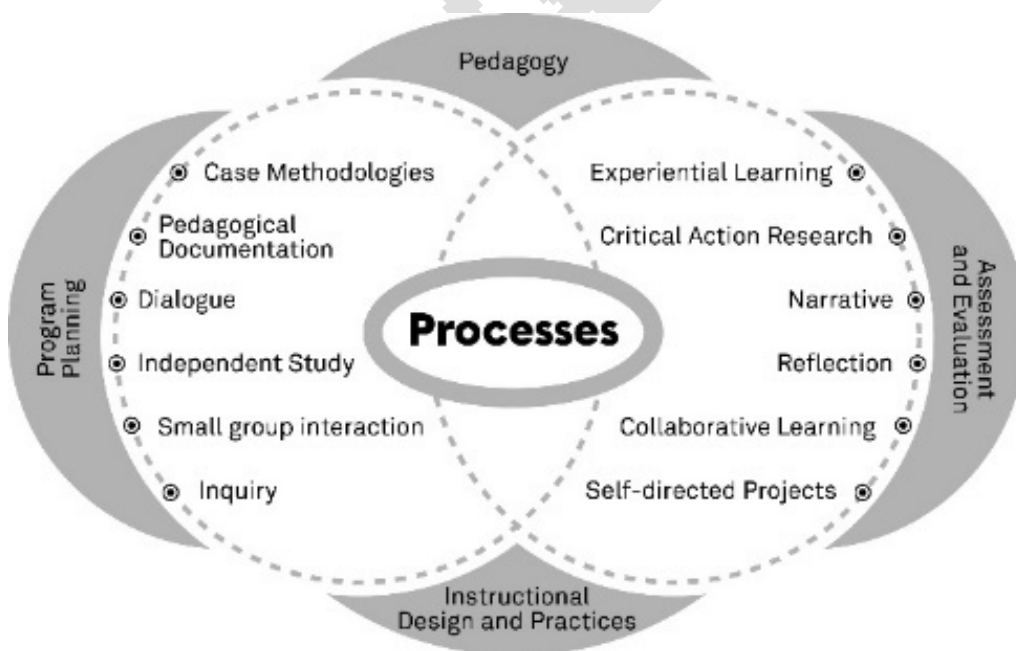 Pedagogy
Program
Planning
Case Methodologies
Pedagogical
Documentation
Dialogue
Independent Study
Small group interaction
Inquiry
Processes
Experiential Learning
Critical Action Research
Narrative
Reflection
Collaborative Learning
Self-directed Projects
Assessment
and Evaluation
Instructional
Design and Practices